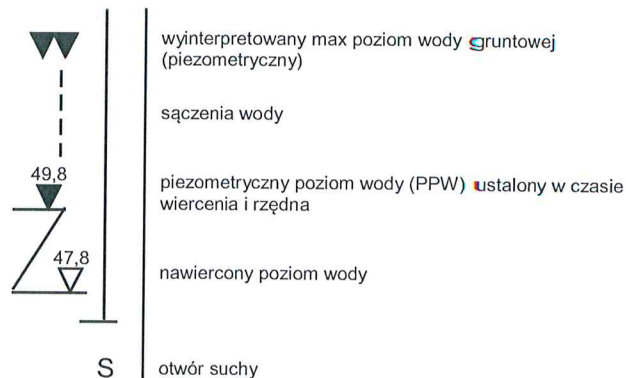 wyinterpretowany max poziom wody gruntowej
(piezometryczny)
sączenia wody
49,8
piezometryczny poziom wody (PPW) ustalony w czasie
wiercenia i rzędna
47,8
nawiercony poziom wody
S
otwór suchy